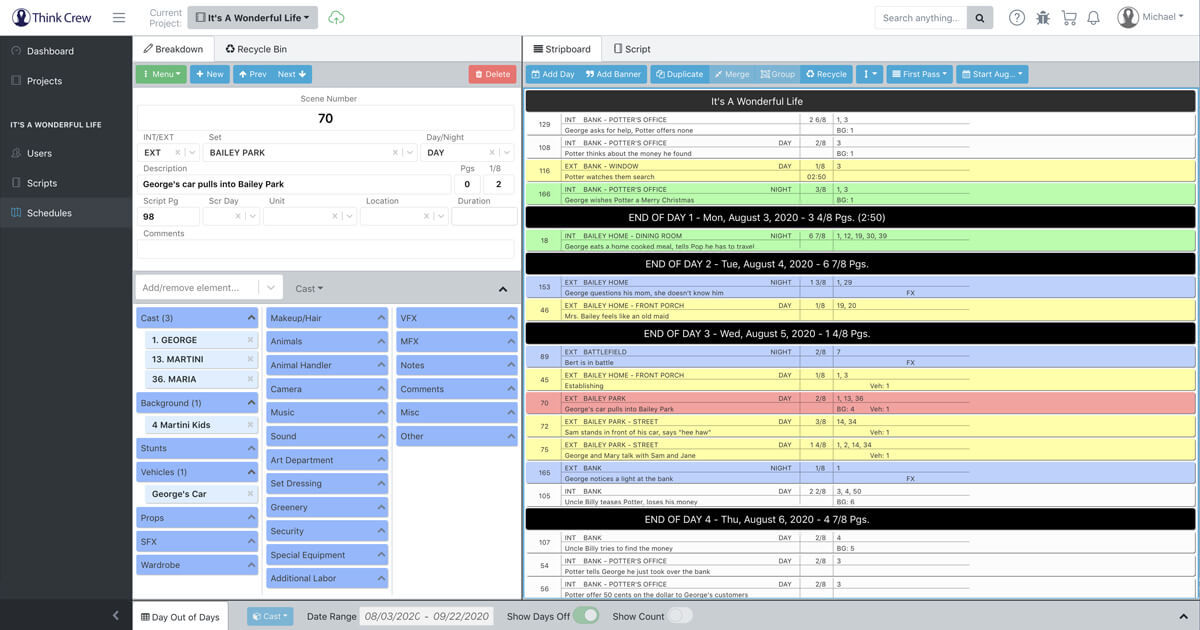 Think Crew
Current Project:
It's A Wonderful Life
Search anything...
Michael
Dashboard
Projects
IT'S A WONDERFUL LIFE
Users
Scripts
Schedules
Breakdown
Recycle Bin
Menu
New
Prev
Next
Delete
Scene Number
70
INT/EXT
Set
Day/Night
EXT
BAILEY PARK
DAY
Description
Pgs
1/8
George's car pulls into Bailey Park
0
2
Script Pg
Scr Day
Unit
Location
Duration
98
Comments
Add/remove element...
Cast
Cast (3)
1. GEORGE
13. MARTINI
36. MARIA
Background (1)
4 Martini Kids
Stunts
Vehicles (1)
George's Car
Props
SFX
Wardrobe
Makeup/Hair
Animals
Animal Handler
Camera
Music
Sound
Art Department
Set Dressing
Greenery
Security
Special Equipment
Additional Labor
VFX
MFX
Notes
Comments
Misc
Other
Stripboard
Script
Add Day
Add Banner
Duplicate
Merge
Group
Recycle
First Pass
Start Aug...
It's A Wonderful Life
129 INT BANK - POTTER'S OFFICE 2 6/8 1, 3
George asks for help, Potter offers none BG: 1
108 INT BANK - POTTER'S OFFICE DAY 2/8 3
Potter thinks about the money he found BG: 1
116 EXT BANK - WINDOW DAY 1/8 3
Potter watches them search 02:50
166 INT BANK - POTTER'S OFFICE NIGHT 3/8 1, 3
George wishes Potter a Merry Christmas BG: 1
END OF DAY 1 - Mon, August 3, 2020 - 3 4/8 Pgs. (2:50)
18 INT BAILEY HOME - DINING ROOM NIGHT 6 7/8 1, 12, 19, 30, 39
George eats a home cooked meal, tells Pop he has to travel
END OF DAY 2 - Tue, August 4, 2020 - 6 7/8 Pgs.
153 EXT BAILEY HOME NIGHT 1 3/8 1, 29
George questions his mom, she doesn't know him FX
46 EXT BAILEY HOME - FRONT PORCH DAY 1/8 19, 20
Mrs. Bailey feels like an old maid
END OF DAY 3 - Wed, August 5, 2020 - 1 4/8 Pgs.
89 EXT BATTLEFIELD NIGHT 2/8 7
Bert is in battle FX
45 EXT BAILEY HOME - FRONT PORCH DAY 1/8 1, 3
Establishing Veh: 1
70 EXT BAILEY PARK DAY 2/8 1, 13, 36
George's car pulls into Bailey Park BG: 4 Veh: 1
72 EXT BAILEY PARK - STREET DAY 3/8 14, 34
Sam stands in front of his car, says "hee haw" Veh: 1
75 EXT BAILEY PARK - STREET DAY 1 4/8 1, 2, 14, 34
George and Mary talk with Sam and Jane Veh: 1
165 EXT BANK NIGHT 1/8 1
George notices a light at the bank FX
105 INT BANK DAY 2 2/8 3, 4, 50
Uncle Billy teases Potter, loses his money BG: 6
END OF DAY 4 - Thu, August 6, 2020 - 4 7/8 Pgs.
107 INT BANK DAY 2/8 4
Uncle Billy tries to find the money BG: 5
54 INT BANK - POTTER'S OFFICE DAY 2/8 3
Potter tells George he just took over the bank
56 INT BANK - POTTER'S OFFICE DAY 2/8 3
Potter offer 50 cents on the dollar to George's customers
Day Out of Days
Cast
Date Range
08/03/2020 - 09/22/2020
Show Days Off
Show Count